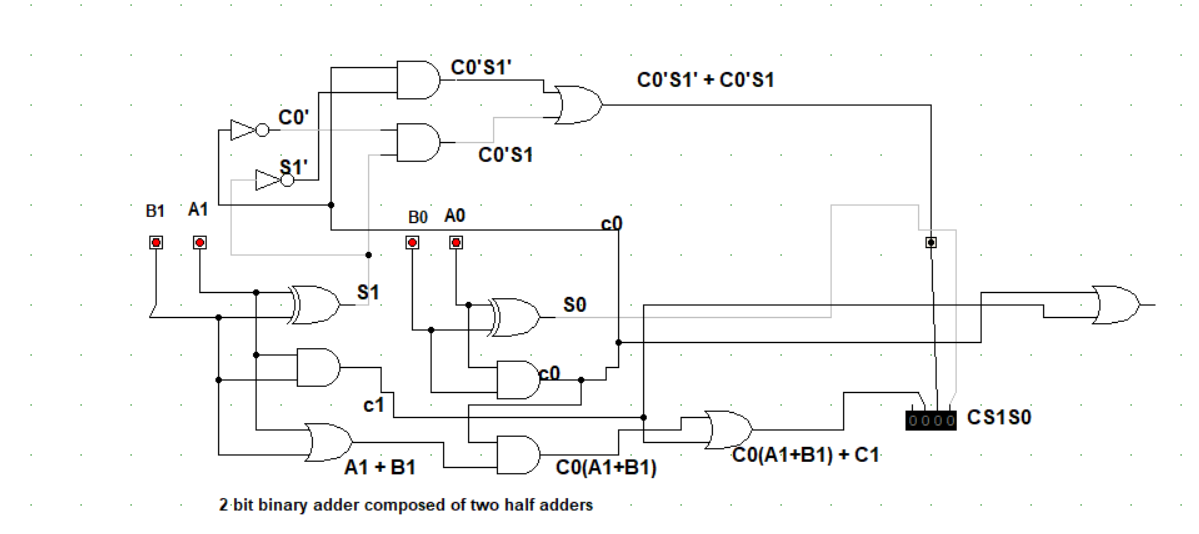 C0'S1'
C0'S1' + C0'S1
C0'
C0'S1
S1'
B1
A1
B0
A0
c0
S1
S0
c0
c1
0000
CS1S0
A1 + B1
C0(A1+B1)
C0(A1+B1) + C1
2 bit binary adder composed of two half adders